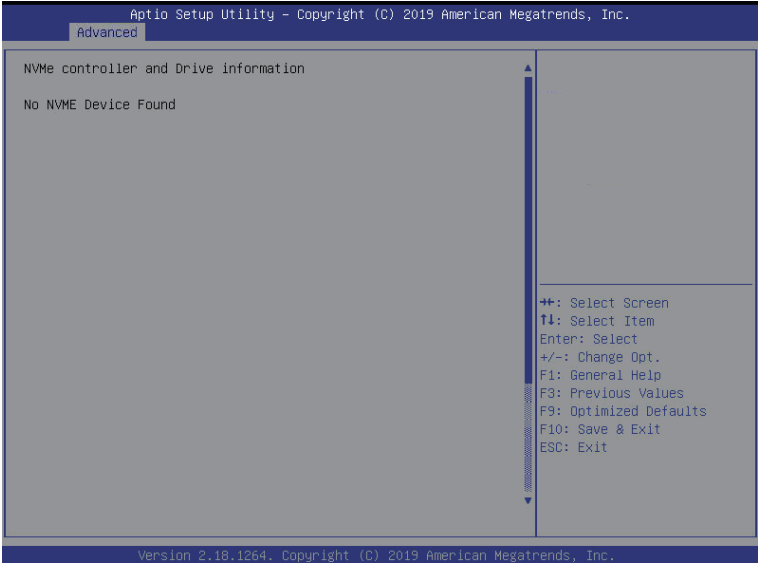 Aptio Setup Utility – Copyright (C) 2019 American Megatrends, Inc.
Advanced
NVMe controller and Drive information
No NVME Device Found
→←: Select Screen
↑↓: Select Item
Enter: Select
+/-: Change Opt.
F1: General Help
F3: Previous Values
F9: Optimized Defaults
F10: Save & Exit
ESC: Exit
Version 2.18.1264. Copyright (C) 2019 American Megatrends, Inc.